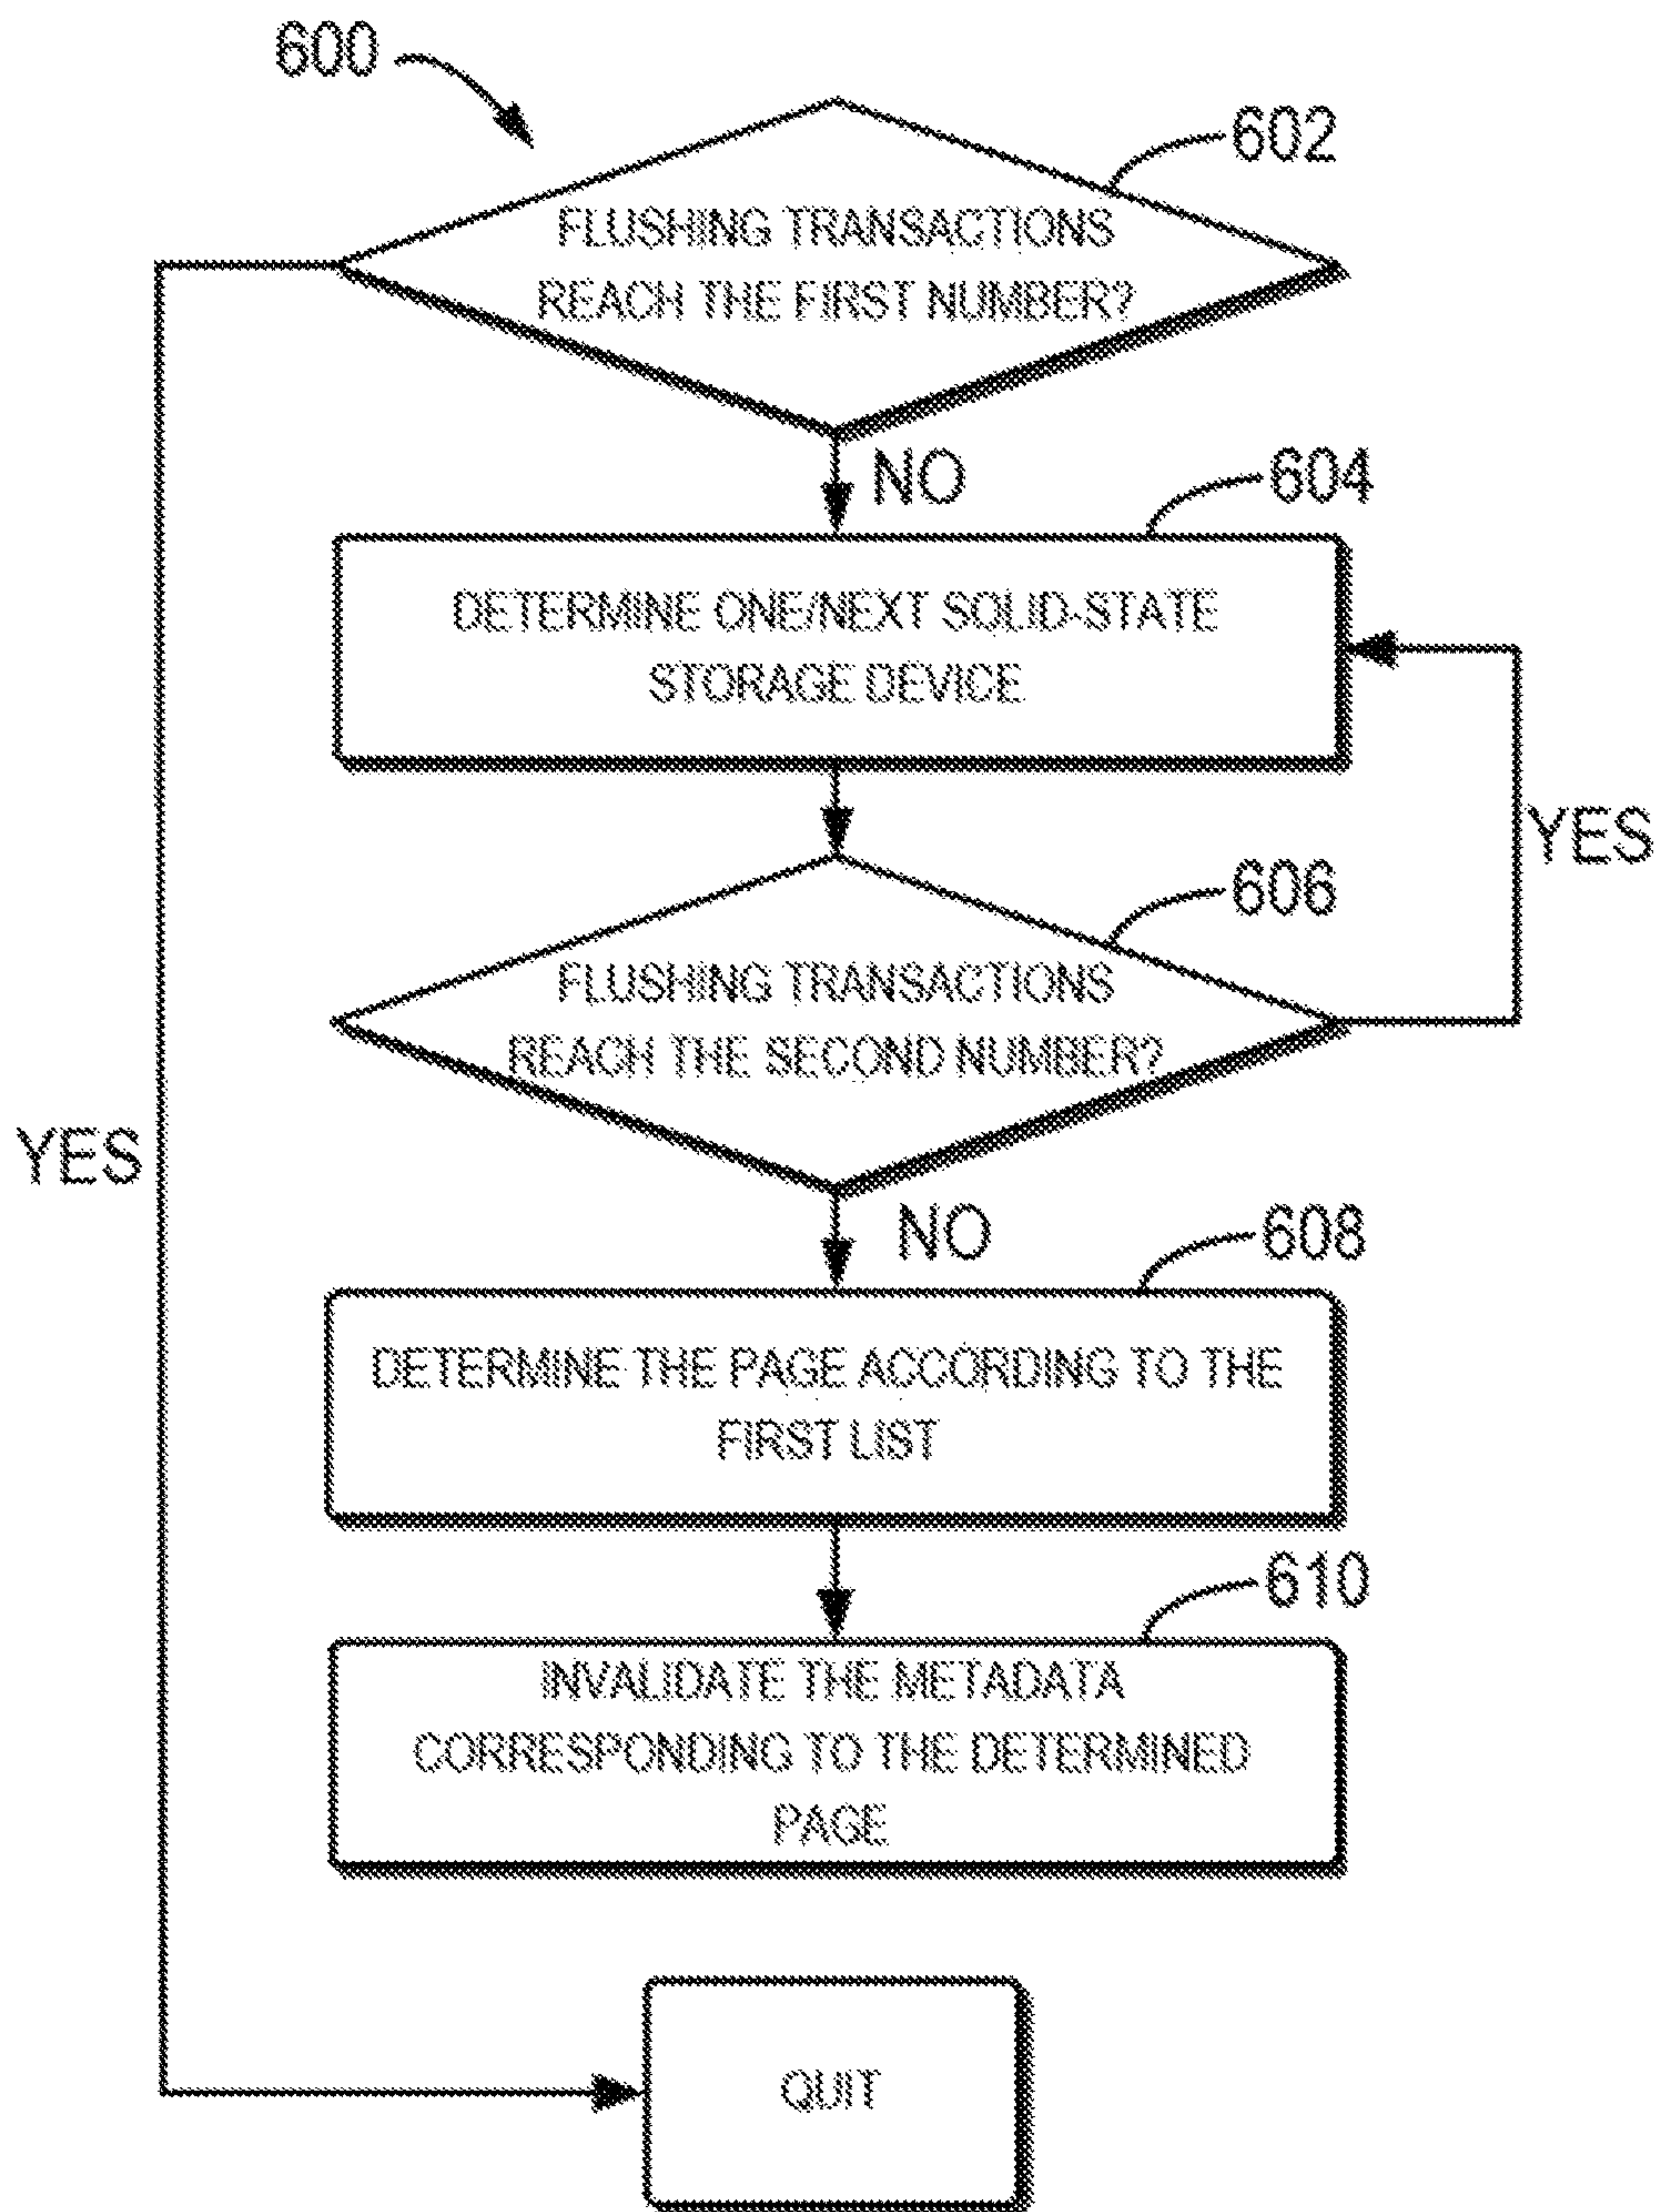 600
602
FLUSHING TRANSACTIONS
REACH THE FIRST NUMBER?
NO
604
DETERMINE ONE/NEXT SOLID-STATE
STORAGE DEVICE
YES
606
FLUSHING TRANSACTIONS
REACH THE SECOND NUMBER?
YES
NO
608
DETERMINE THE PAGE ACCORDING TO THE
FIRST LIST
610
INVALIDATE THE METADATA
CORRESPONDING TO THE DETERMINED
PAGE
QUIT